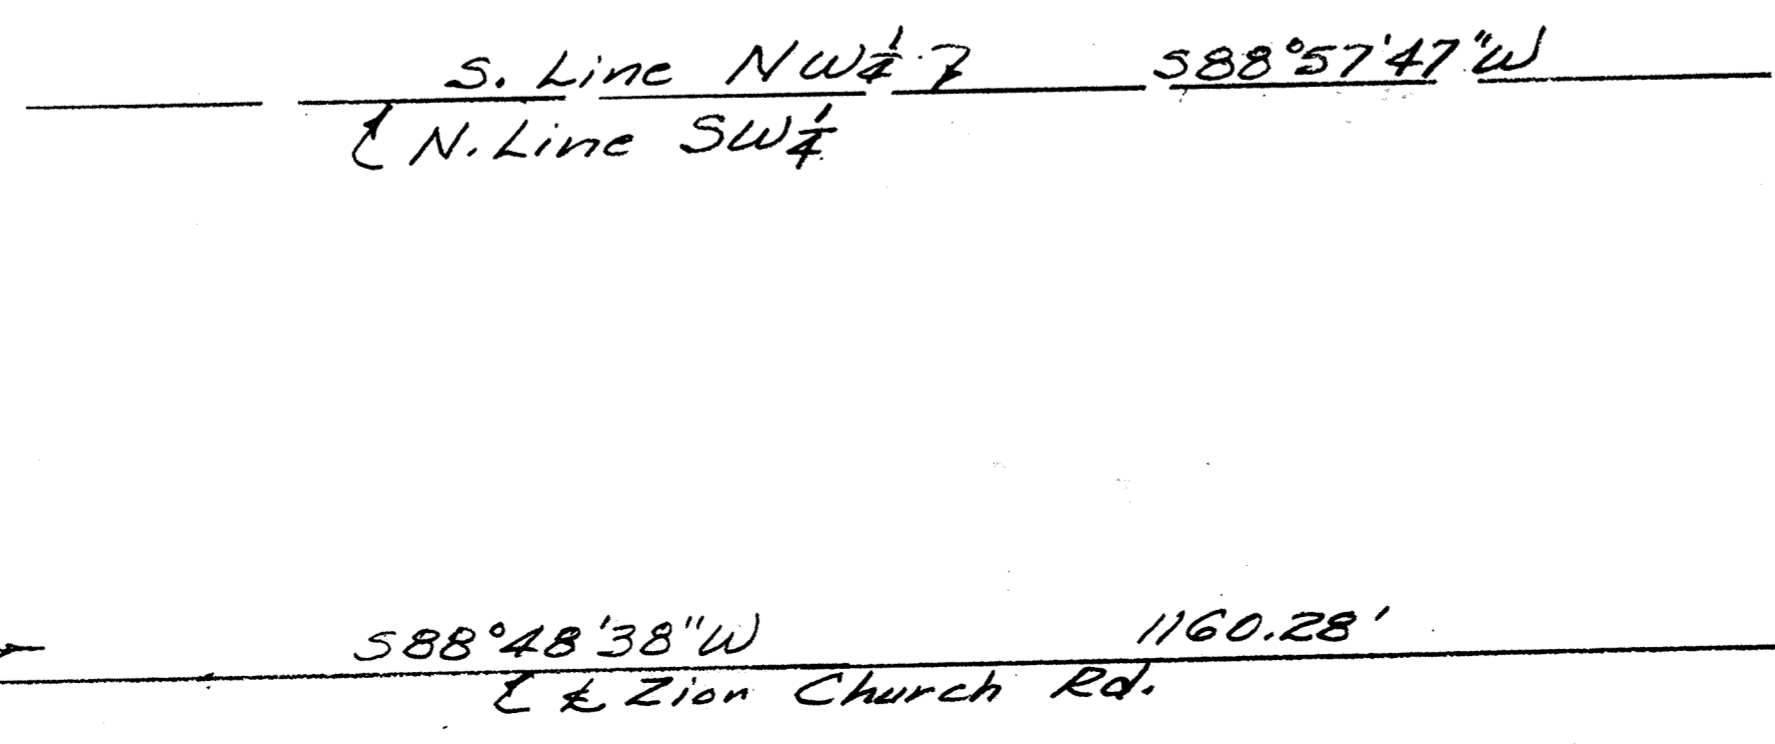 S. Line NW¼ 7 S88°57'47"W
N. Line SW¼
S88°48'38"W 1160.28'
℄ Zion Church Rd.